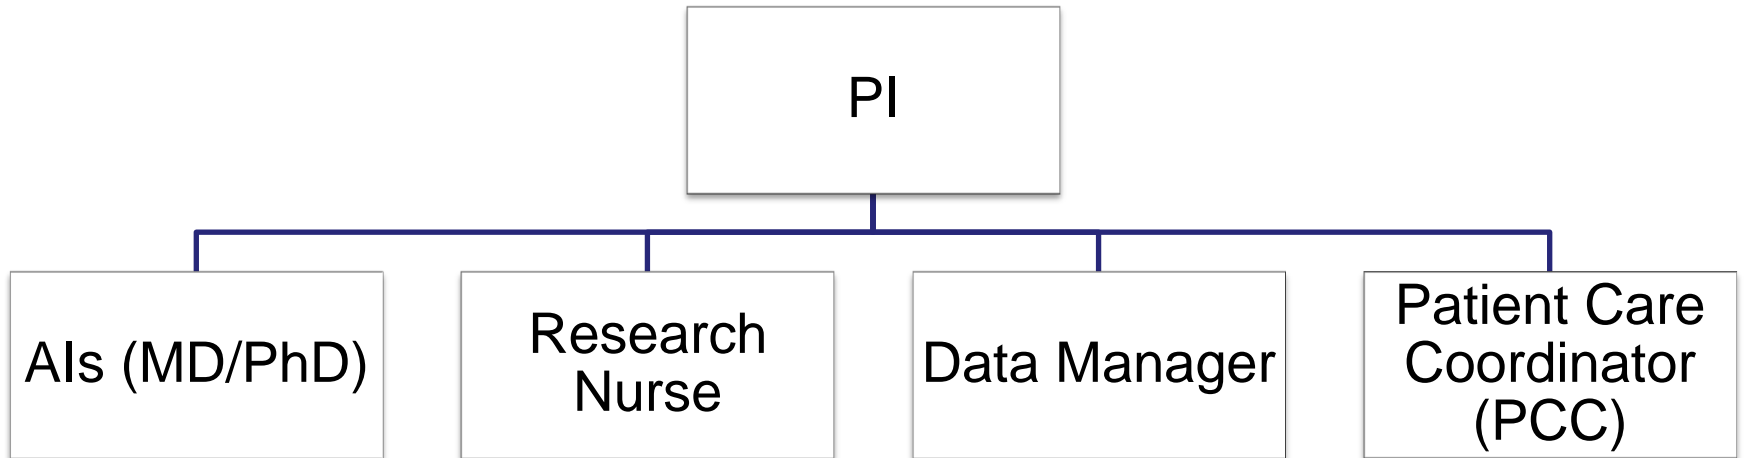 PI
AIs (MD/PhD)
Research
Nurse
Data Manager
Patient Care
Coordinator
(PCC)